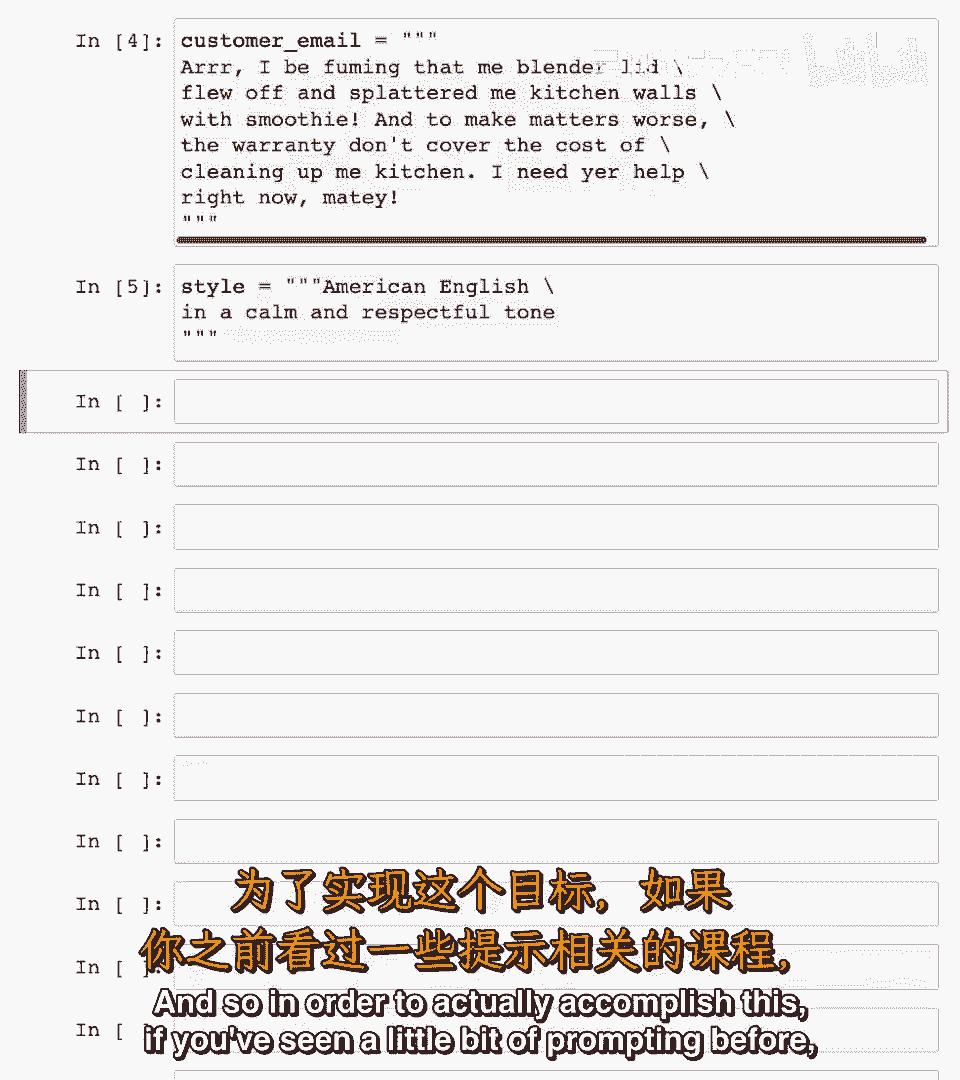 In [4]: customer_email = """
Arrr, I be fuming that me blender lid \
flew off and splattered me kitchen walls \
with smoothie! And to make matters worse, \
the warranty don't cover the cost of \
cleaning up me kitchen. I need yer help \
right now, matey!
"""
In [5]: style = """American English \
in a calm and respectful tone
"""
In [ ]:
In [ ]:
In [ ]:
In [ ]:
In [ ]:
In [ ]:
In [ ]:
In [ ]:
In [ ]:
In [ ]:
In [
为了实现这个目标，如果
你之前看过一些提示相关的课程，
And so in order to actually accomplish this,
if you've seen a little bit of prompting before,